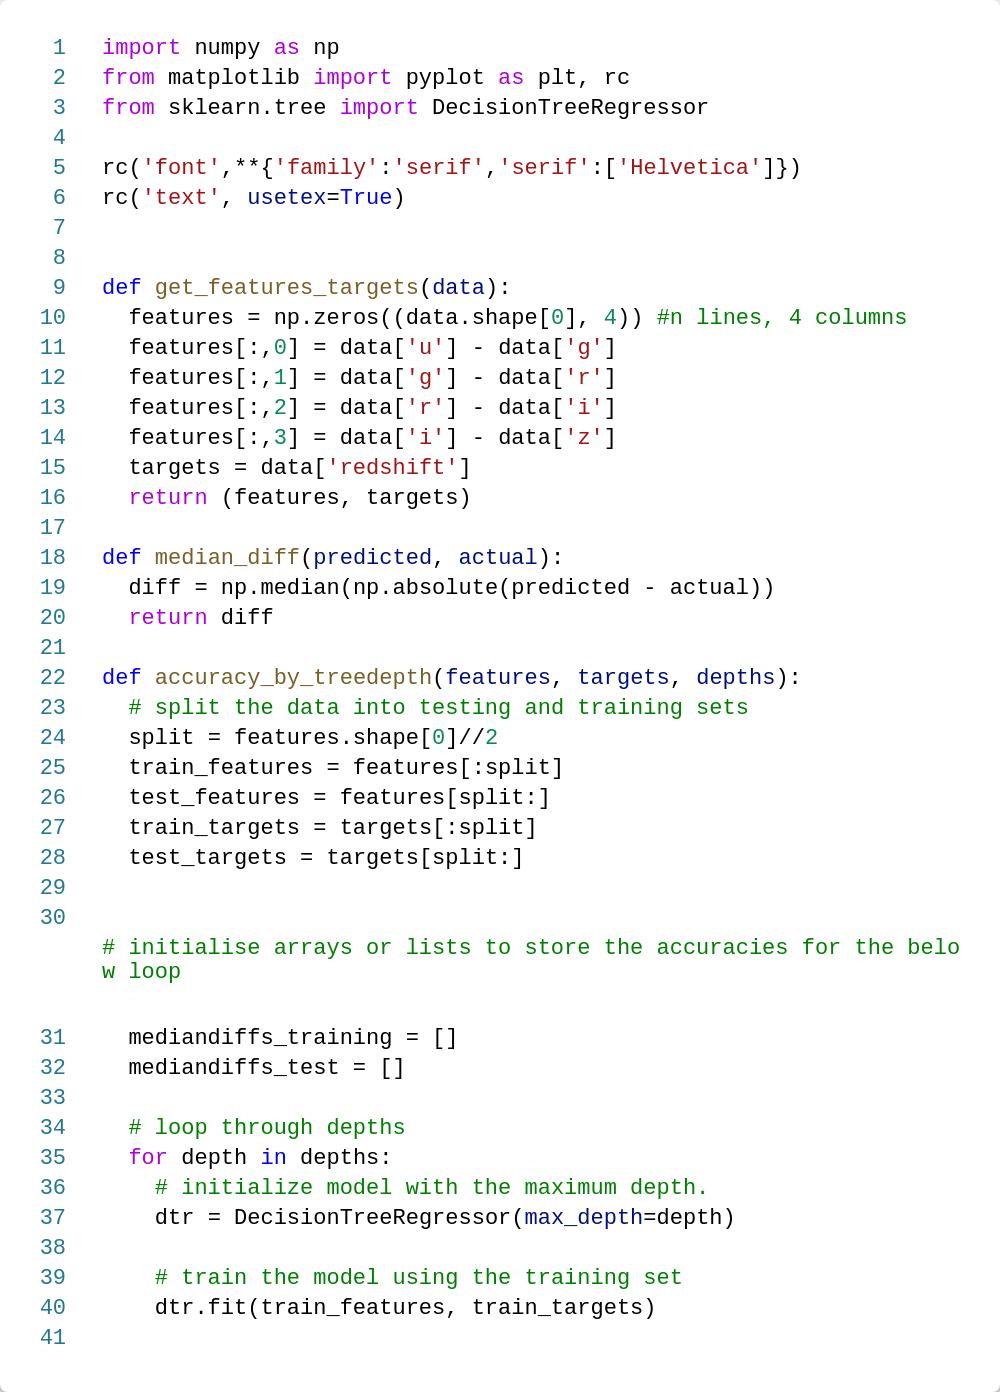 1 import numpy as np
2 from matplotlib import pyplot as plt, rc
3 from sklearn.tree import DecisionTreeRegressor
4
5 rc('font',**{'family':'serif','serif':['Helvetica']})
6 rc('text', usetex=True)
7
8
9 def get_features_targets(data):
10   features = np.zeros((data.shape[0], 4)) #n lines, 4 columns
11   features[:,0] = data['u'] - data['g']
12   features[:,1] = data['g'] - data['r']
13   features[:,2] = data['r'] - data['i']
14   features[:,3] = data['i'] - data['z']
15   targets = data['redshift']
16   return (features, targets)
17
18 def median_diff(predicted, actual):
19   diff = np.median(np.absolute(predicted - actual))
20   return diff
21
22 def accuracy_by_treedepth(features, targets, depths):
23   # split the data into testing and training sets
24   split = features.shape[0]//2
25   train_features = features[:split]
26   test_features = features[split:]
27   train_targets = targets[:split]
28   test_targets = targets[split:]
29
30
# initialise arrays or lists to store the accuracies for the belo
w loop
31   mediandiffs_training = []
32   mediandiffs_test = []
33
34   # loop through depths
35   for depth in depths:
36     # initialize model with the maximum depth.
37     dtr = DecisionTreeRegressor(max_depth=depth)
38
39     # train the model using the training set
40     dtr.fit(train_features, train_targets)
41